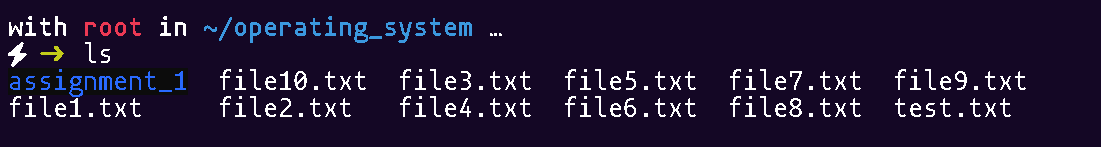 with root in ~/operating_system …
⚡ → ls
assignment_1  file10.txt  file3.txt  file5.txt  file7.txt  file9.txt
file1.txt     file2.txt   file4.txt  file6.txt  file8.txt  test.txt